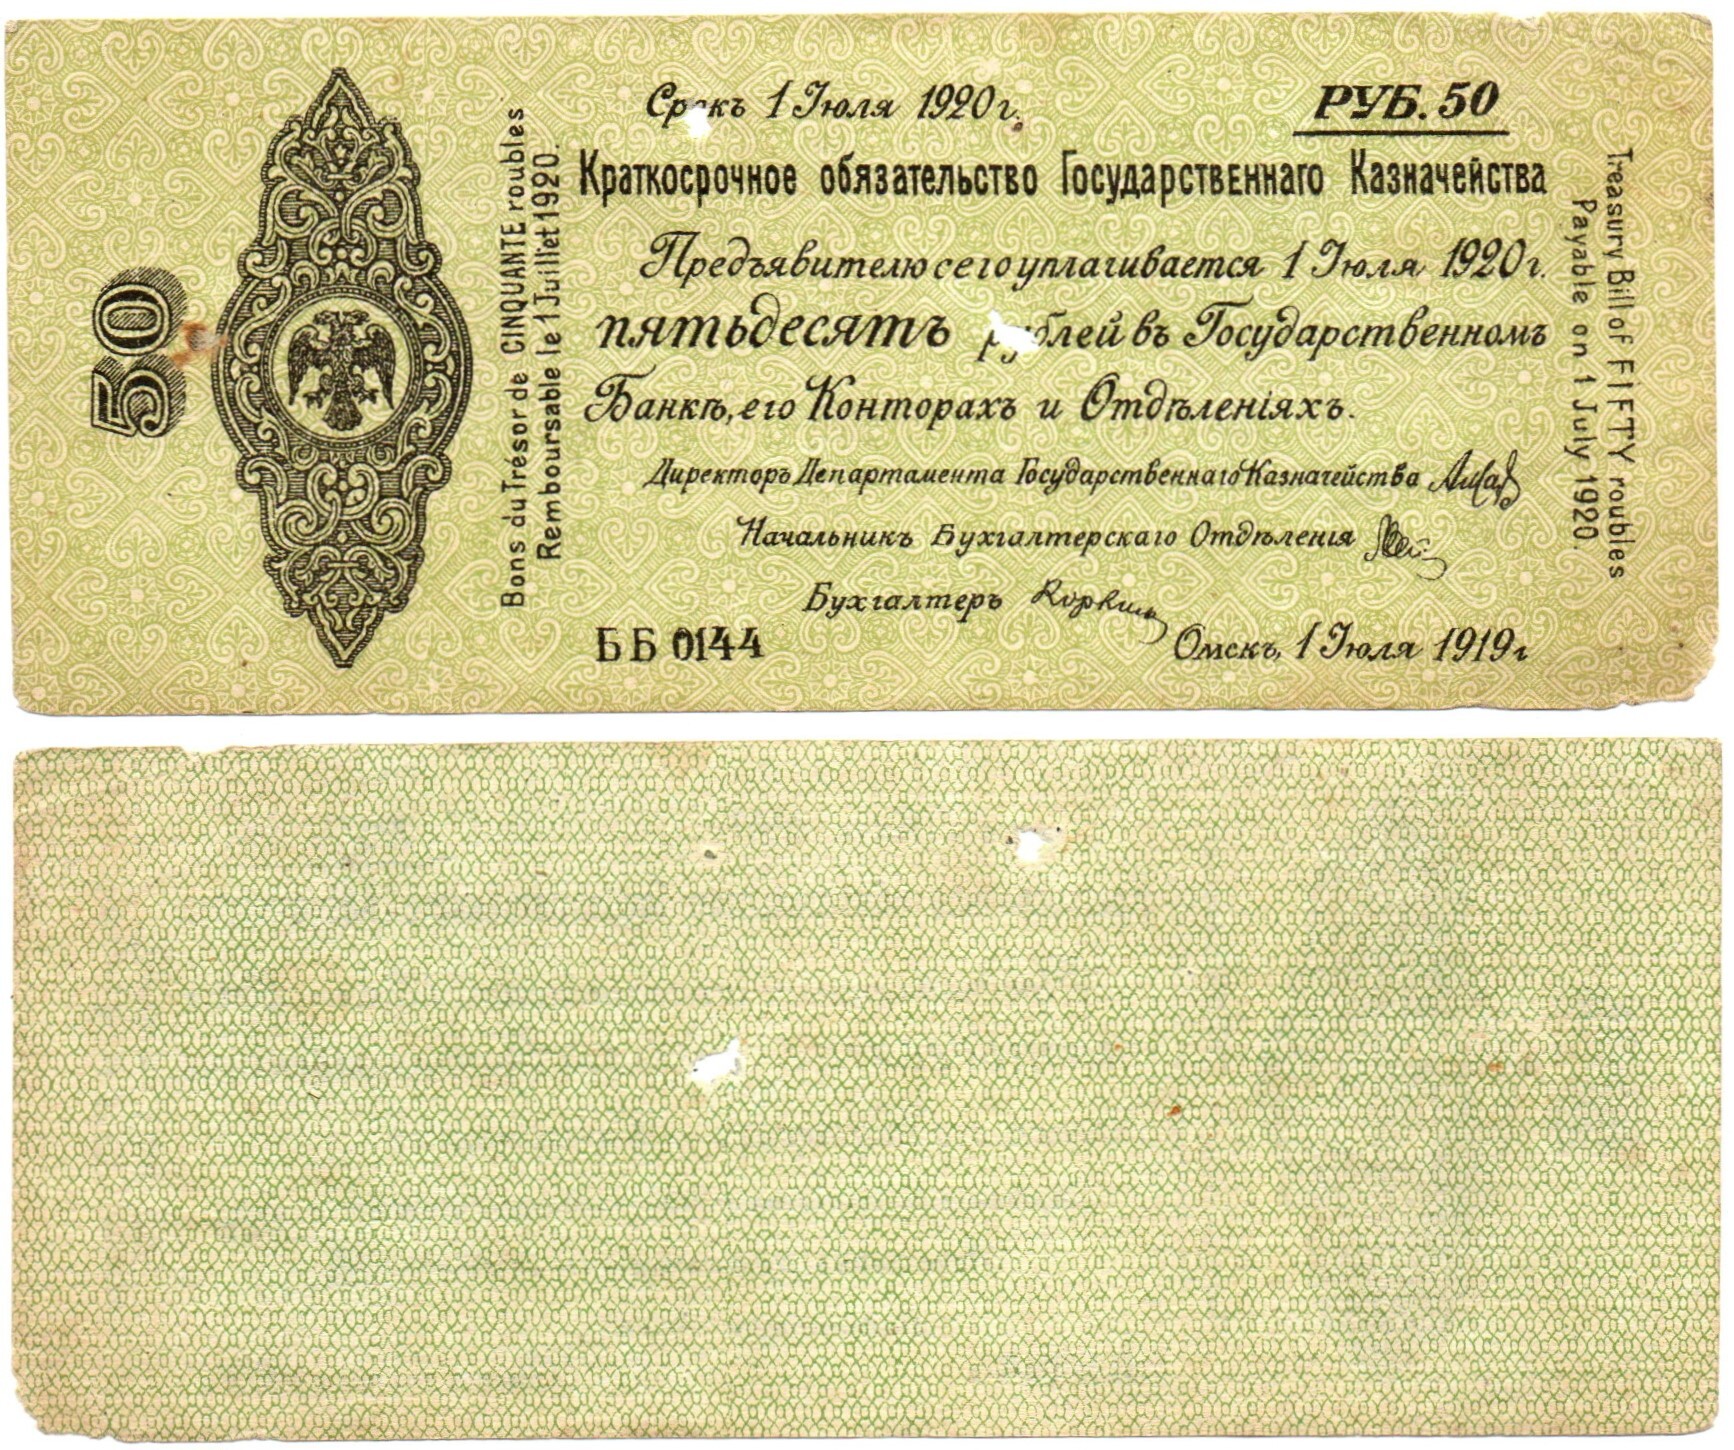 50
Bons du Trésor de CINQUANTE roubles
Remboursable le 1 Juillet 1920.
Срокъ 1 Іюля 1920 г.
РУБ. 50
Краткосрочное обязательство Государственнаго Казначейства
Предъявителю сего уплачивается 1 Іюля 1920 г.
пятьдесятъ рублей въ Государственномъ
Банкѣ, его Конторахъ и Отдѣленіяхъ.
Директоръ Департамента Государственнаго Казначейства
Начальникъ Бухгалтерскаго Отдѣленія
Бухгалтеръ
ББ 0144
Омскъ, 1 Іюля 1919 г
Treasury Bill of FIFTY roubles
Payable on 1 July 1920.